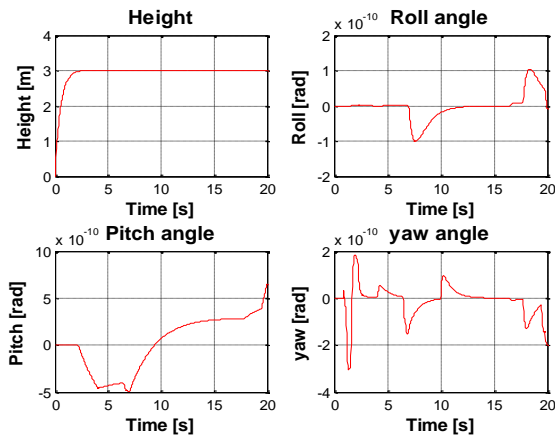 Height
Height [m]
4
3
2
1
0
0 5 10 15 20
Time [s]
x 10^-10
Roll angle
Roll [rad]
2
1
0
-1
-2
0 5 10 15 20
Time [s]
x 10^-10
Pitch angle
Pitch [rad]
10
5
0
-5
0 5 10 15 20
Time [s]
x 10^-10
yaw angle
yaw [rad]
2
0
-2
-4
0 5 10 15 20
Time [s]